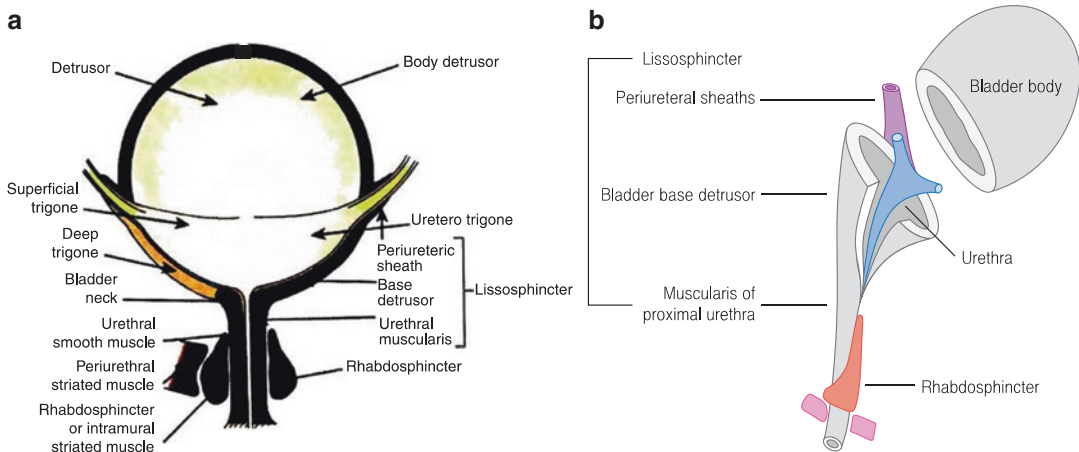 a
Detrusor
Body detrusor
Superficial
trigone
Deep
trigone
Bladder
neck
Urethral
smooth muscle
Periurethral
striated muscle
Rhabdosphincter
or intramural
striated muscle
Uretero trigone
Periureteric
sheath
Base
detrusor
Urethral
muscularis
Lissosphincter
Rhabdosphincter
b
Lissosphincter
Periureteral sheaths
Bladder base detrusor
Muscularis of
proximal urethra
Bladder body
Urethra
Rhabdosphincter